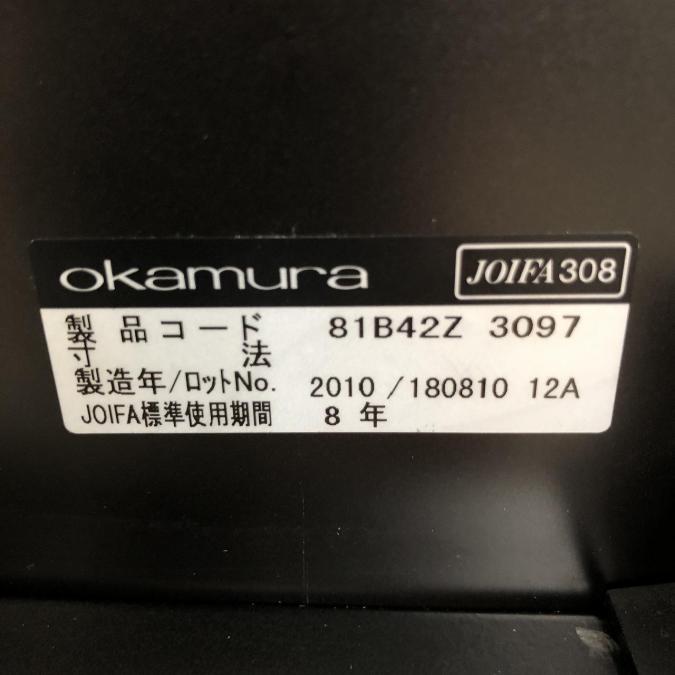 okamura JOIFA308
製品コード 81B42Z 3097
寸法
製造年/ロットNo. 2010 /180810 12A
JOIFA標準使用期間 8 年